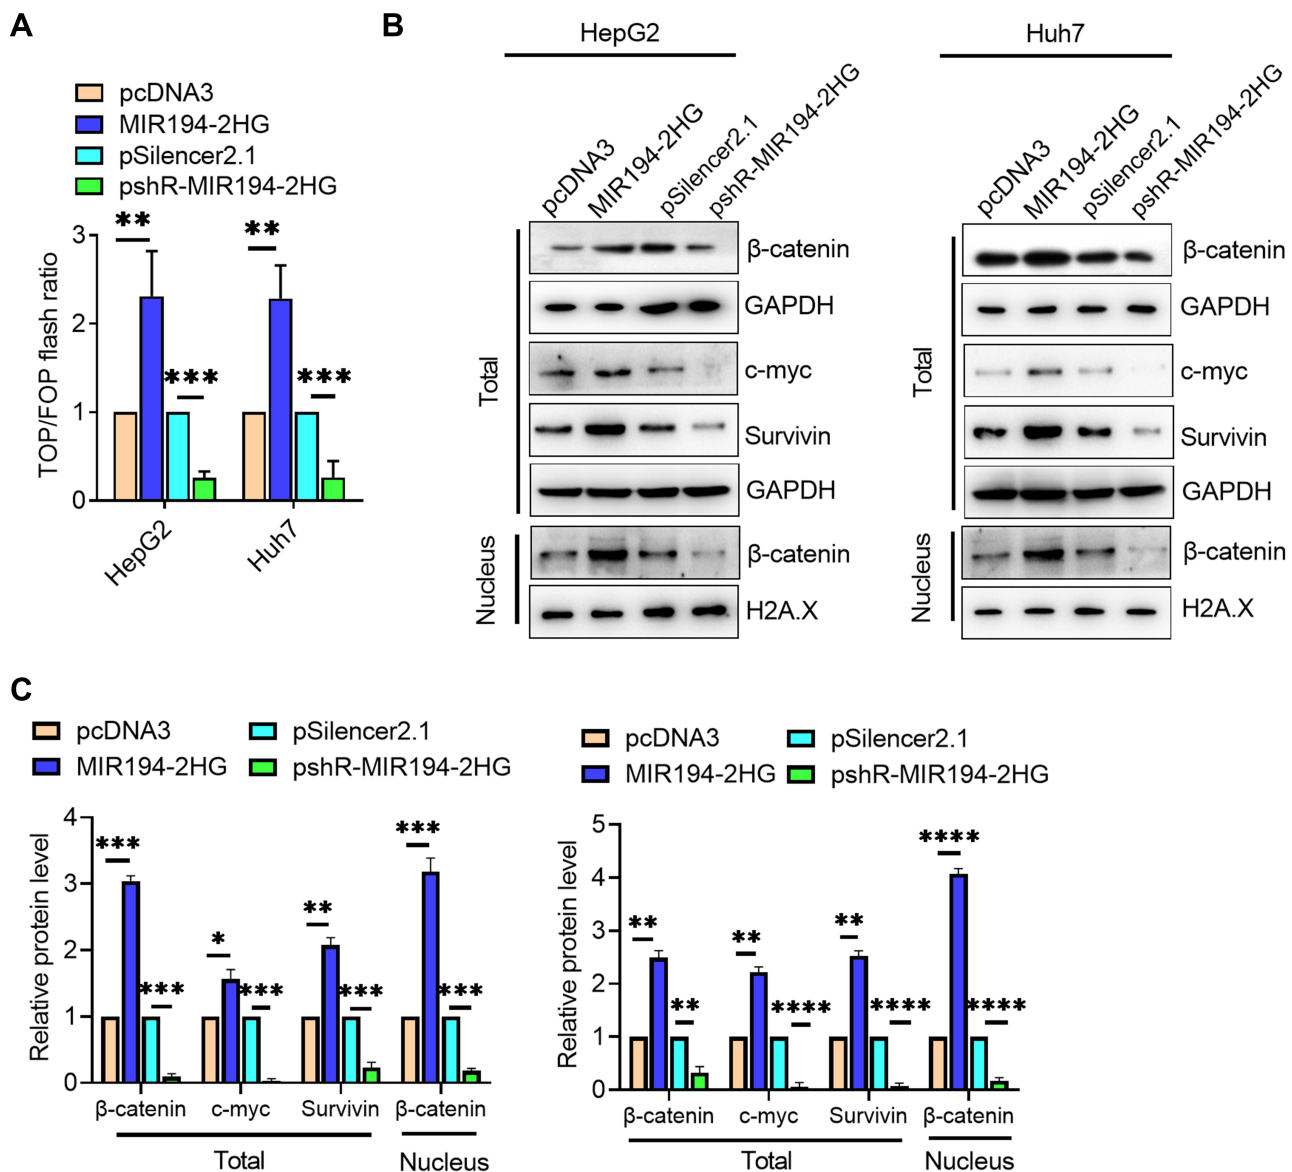 A
pcDNA3
MIR194-2HG
pSilencer2.1
pshR-MIR194-2HG
TOP/FOP flash ratio
3
2
1
0
**
***
**
***
HepG2
Huh7
B
HepG2
pcDNA3
MIR194-2HG
pSilencer2.1
pshR-MIR194-2HG
Total
β-catenin
GAPDH
c-myc
Survivin
GAPDH
Nucleus
β-catenin
H2A.X
Huh7
pcDNA3
MIR194-2HG
pSilencer2.1
pshR-MIR194-2HG
Total
β-catenin
GAPDH
c-myc
Survivin
GAPDH
Nucleus
β-catenin
H2A.X
C
pcDNA3
pSilencer2.1
MIR194-2HG
pshR-MIR194-2HG
Relative protein level
4
3
2
1
0
***
***
*
***
**
***
***
***
β-catenin
c-myc
Survivin
β-catenin
Total
Nucleus
pcDNA3
pSilencer2.1
MIR194-2HG
pshR-MIR194-2HG
Relative protein level
5
4
3
2
1
0
**
**
**
****
**
****
****
****
β-catenin
c-myc
Survivin
β-catenin
Total
Nucleus